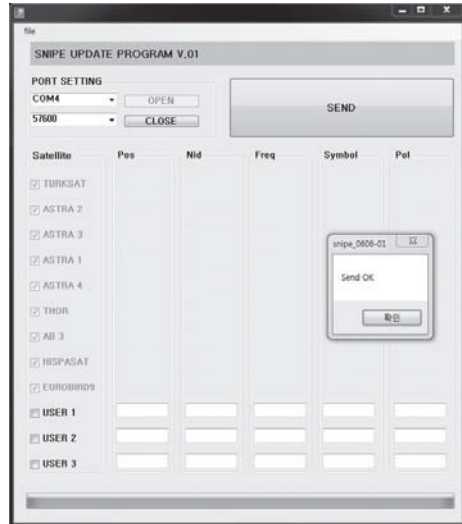 file
SNIPE UPDATE PROGRAM V.01
PORT SETTING
COM4
OPEN
57600
CLOSE
SEND
Satellite Pos Nid Freq Symbol Pol
TURKSAT
ASTRA 2
ASTRA 3
ASTRA 1
ASTRA 4
THOR
AB 3
HISPASAT
EUROBIRD9
USER 1
USER 2
USER 3
snipe_0606-01
Send OK
확인